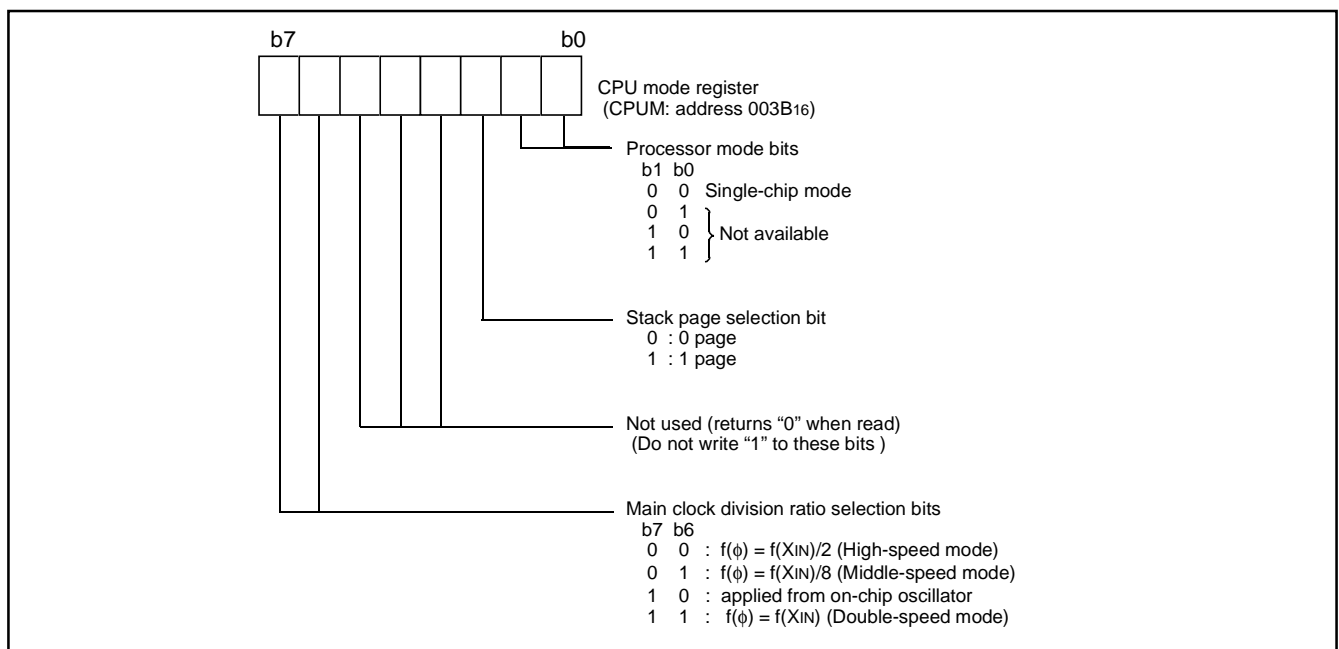 b7 b0
CPU mode register
(CPUM: address 003B16)
Processor mode bits
b1 b0
0 0 Single-chip mode
0 1
1 0 Not available
1 1
Stack page selection bit
0 : 0 page
1 : 1 page
Not used (returns “0” when read)
(Do not write “1” to these bits )
Main clock division ratio selection bits
b7 b6
0 0 : f(ϕ) = f(XIN)/2 (High-speed mode)
0 1 : f(ϕ) = f(XIN)/8 (Middle-speed mode)
1 0 : applied from on-chip oscillator
1 1 : f(ϕ) = f(XIN) (Double-speed mode)